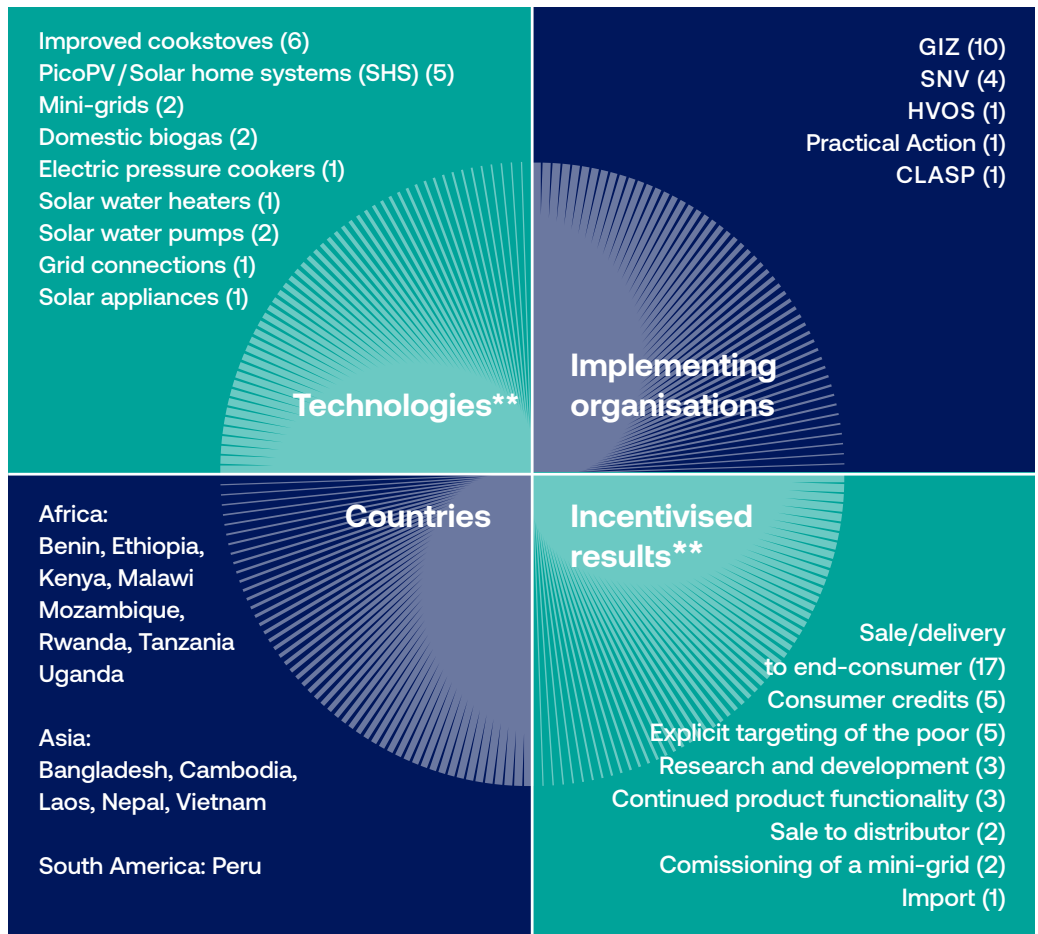 Improved cookstoves (6)
PicoPV/Solar home systems (SHS) (5)
Mini-grids (2)
Domestic biogas (2)
Electric pressure cookers (1)
Solar water heaters (1)
Solar water pumps (2)
Grid connections (1)
Solar appliances (1)
Technologies**
GIZ (10)
SNV (4)
HVOS (1)
Practical Action (1)
CLASP (1)
Implementing
organisations
Countries
Africa:
Benin, Ethiopia,
Kenya, Malawi
Mozambique,
Rwanda, Tanzania
Uganda
Asia:
Bangladesh, Cambodia,
Laos, Nepal, Vietnam
South America: Peru
Incentivised
results**
Sale/delivery
to end-consumer (17)
Consumer credits (5)
Explicit targeting of the poor (5)
Research and development (3)
Continued product functionality (3)
Sale to distributor (2)
Comissioning of a mini-grid (2)
Import (1)